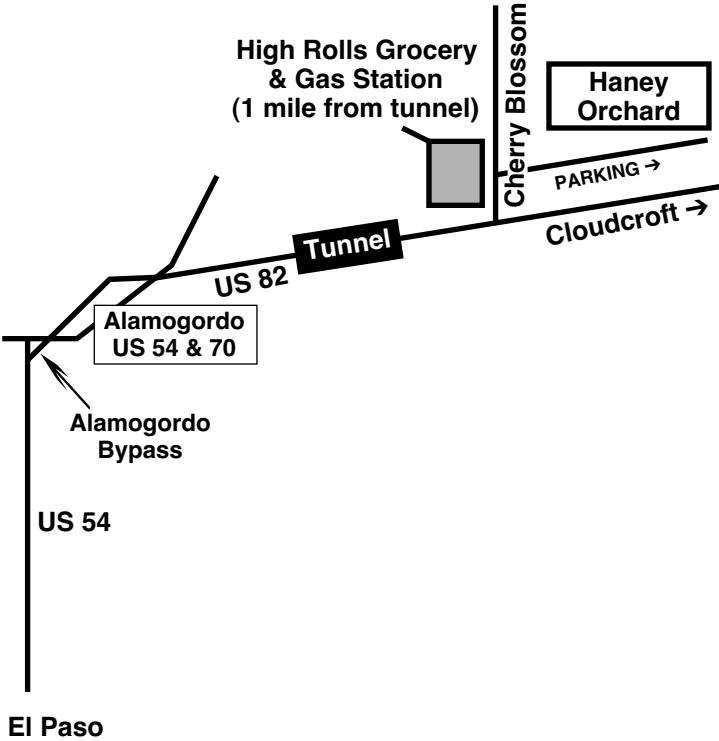 High Rolls Grocery
& Gas Station
(1 mile from tunnel)
Cherry Blossom
Haney
Orchard
PARKING →
Cloudcroft →
Tunnel
US 82
Alamogordo
US 54 & 70
Alamogordo
Bypass
US 54
El Paso